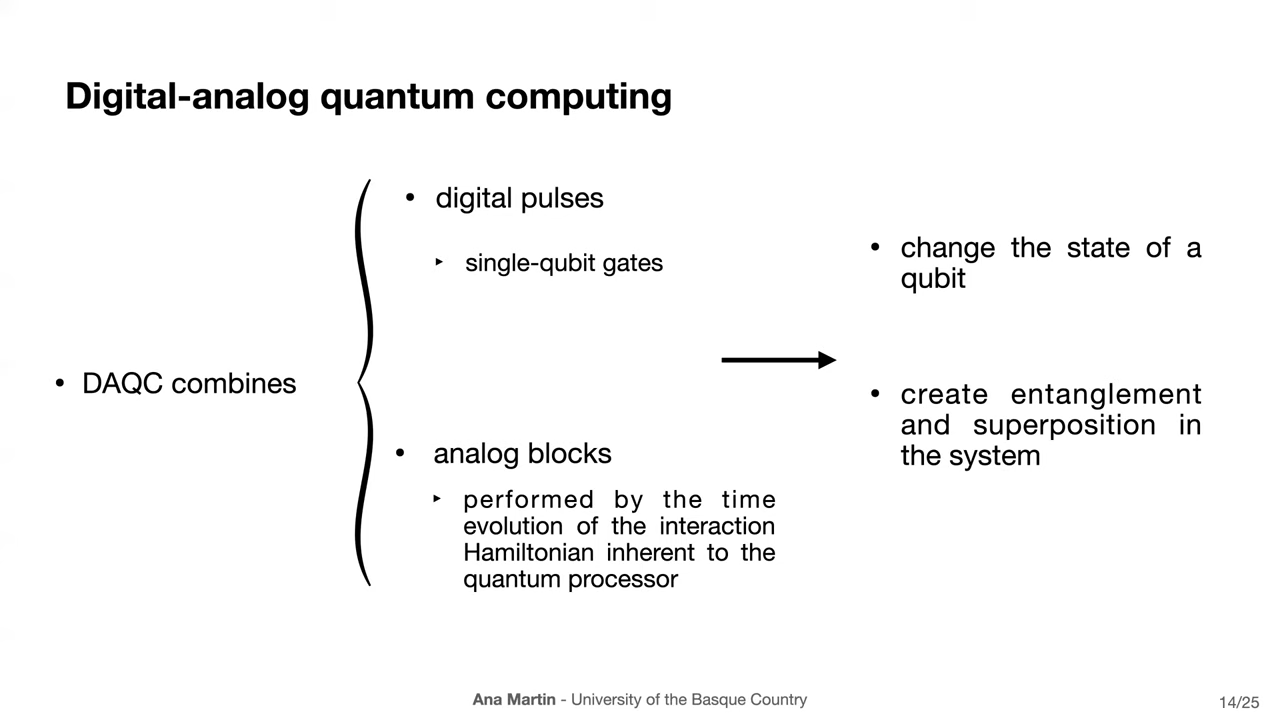 Digital-analog quantum computing
• DAQC combines
• digital pulses
‣ single-qubit gates
• analog blocks
‣ performed by the time
evolution of the interaction
Hamiltonian inherent to the
quantum processor
• change the state of a
qubit
• create entanglement
and superposition in
the system
Ana Martin - University of the Basque Country
14/25